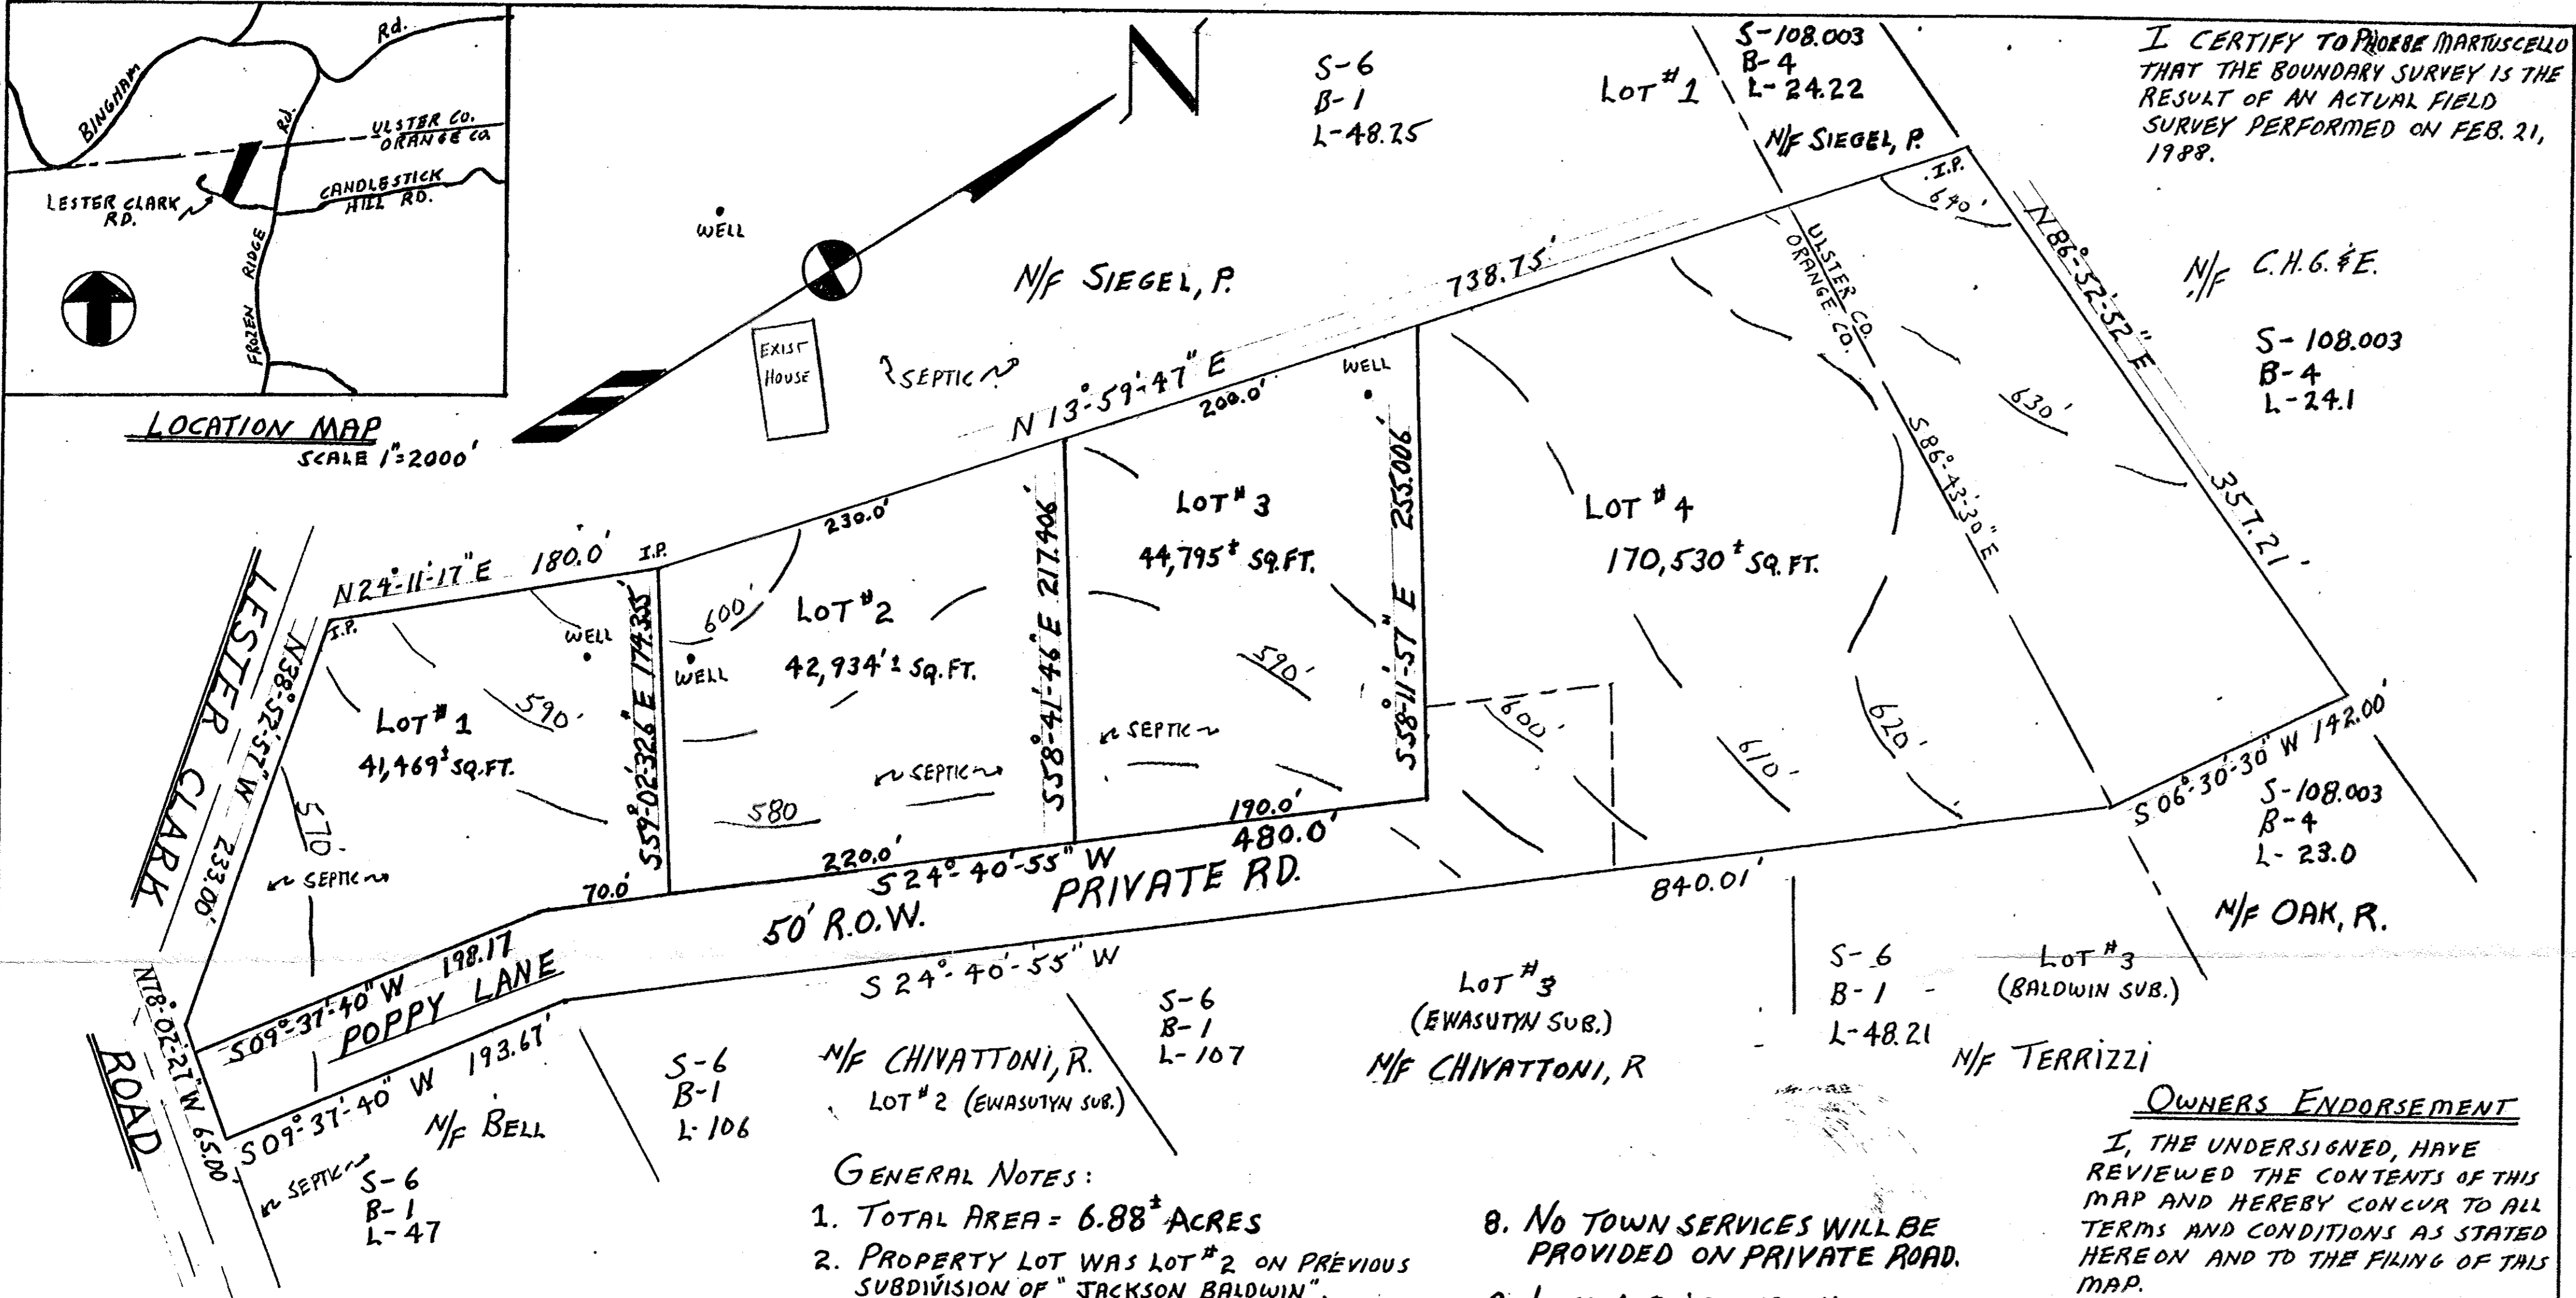 BINGHAM
Rd.
Rd.
ULSTER CO.
ORANGE CO.
LESTER CLARK
RD.
CANDLESTICK
HILL RD.
FROZEN RIDGE
LOCATION MAP
SCALE 1"=2000'
N
S-6
B-1
L-48.25
LOT #1
S-108.003
B-4
L-24.22
N/F SIEGEL, P.
I CERTIFY TO PHOEBE MARTUSCELLO
THAT THE BOUNDARY SURVEY IS THE
RESULT OF AN ACTUAL FIELD
SURVEY PERFORMED ON FEB. 21,
1988.
WELL
N/F SIEGEL, P.
EXIST
HOUSE
SEPTIC
N 13°-59'-47" E
738.75'
200.0'
230.0'
I.P.
640'
N 86°-52'-52" E
357.21'
N/F C.H.G.&E.
S-108.003
B-4
L-24.1
ULSTER CO.
ORANGE CO.
S 86°-43'-30" E
630'
WELL
LESTER CLARK
ROAD
N24°-11'-17" E 180.0'
I.P.
I.P.
N38°-52'-57" W 233.00'
WELL
590'
LOT #1
41,469± SQ.FT.
570'
SEPTIC
S59°-02'-32.6" E 174.355'
600'
LOT #2
WELL
42,934'± SQ.FT.
SEPTIC
580
S58°-41'-46" E 217.406'
LOT #3
44,795± SQ.FT.
590'
SEPTIC
S58°-11'-57" E 255.006'
LOT #4
170,530± SQ.FT.
600'
610'
620'
S 06°-30'-30" W 142.00'
S-108.003
B-4
L-23.0
N/F OAK, R.
70.0'
220.0'
190.0'
480.0'
S 24°-40'-55" W
PRIVATE RD.
50' R.O.W.
840.01'
S 24°-40'-55" W
S09°-37'-40" W 198.17
POPPY LANE
S09°-37'-40" W 193.67'
N78°-02'-27" W 65.00'
N/F BELL
SEPTIC
S-6
B-1
L-47
S-6
B-1
L-106
N/F CHIVATTONI, R.
LOT #2 (EWASUTYN SUB.)
S-6
B-1
L-107
LOT #3
(EWASUTYN SUB.)
N/F CHIVATTONI, R
S-6
B-1
L-48.21
LOT #3
(BALDWIN SUB.)
N/F TERRIZZI
GENERAL NOTES:
1. TOTAL AREA = 6.88± ACRES
2. PROPERTY LOT WAS LOT #2 ON PREVIOUS
SUBDIVISION OF "JACKSON BALDWIN".
8. NO TOWN SERVICES WILL BE
PROVIDED ON PRIVATE ROAD.
OWNERS ENDORSEMENT
I, THE UNDERSIGNED, HAVE
REVIEWED THE CONTENTS OF THIS
MAP AND HEREBY CONCUR TO ALL
TERMS AND CONDITIONS AS STATED
HEREON AND TO THE FILING OF THIS
MAP.